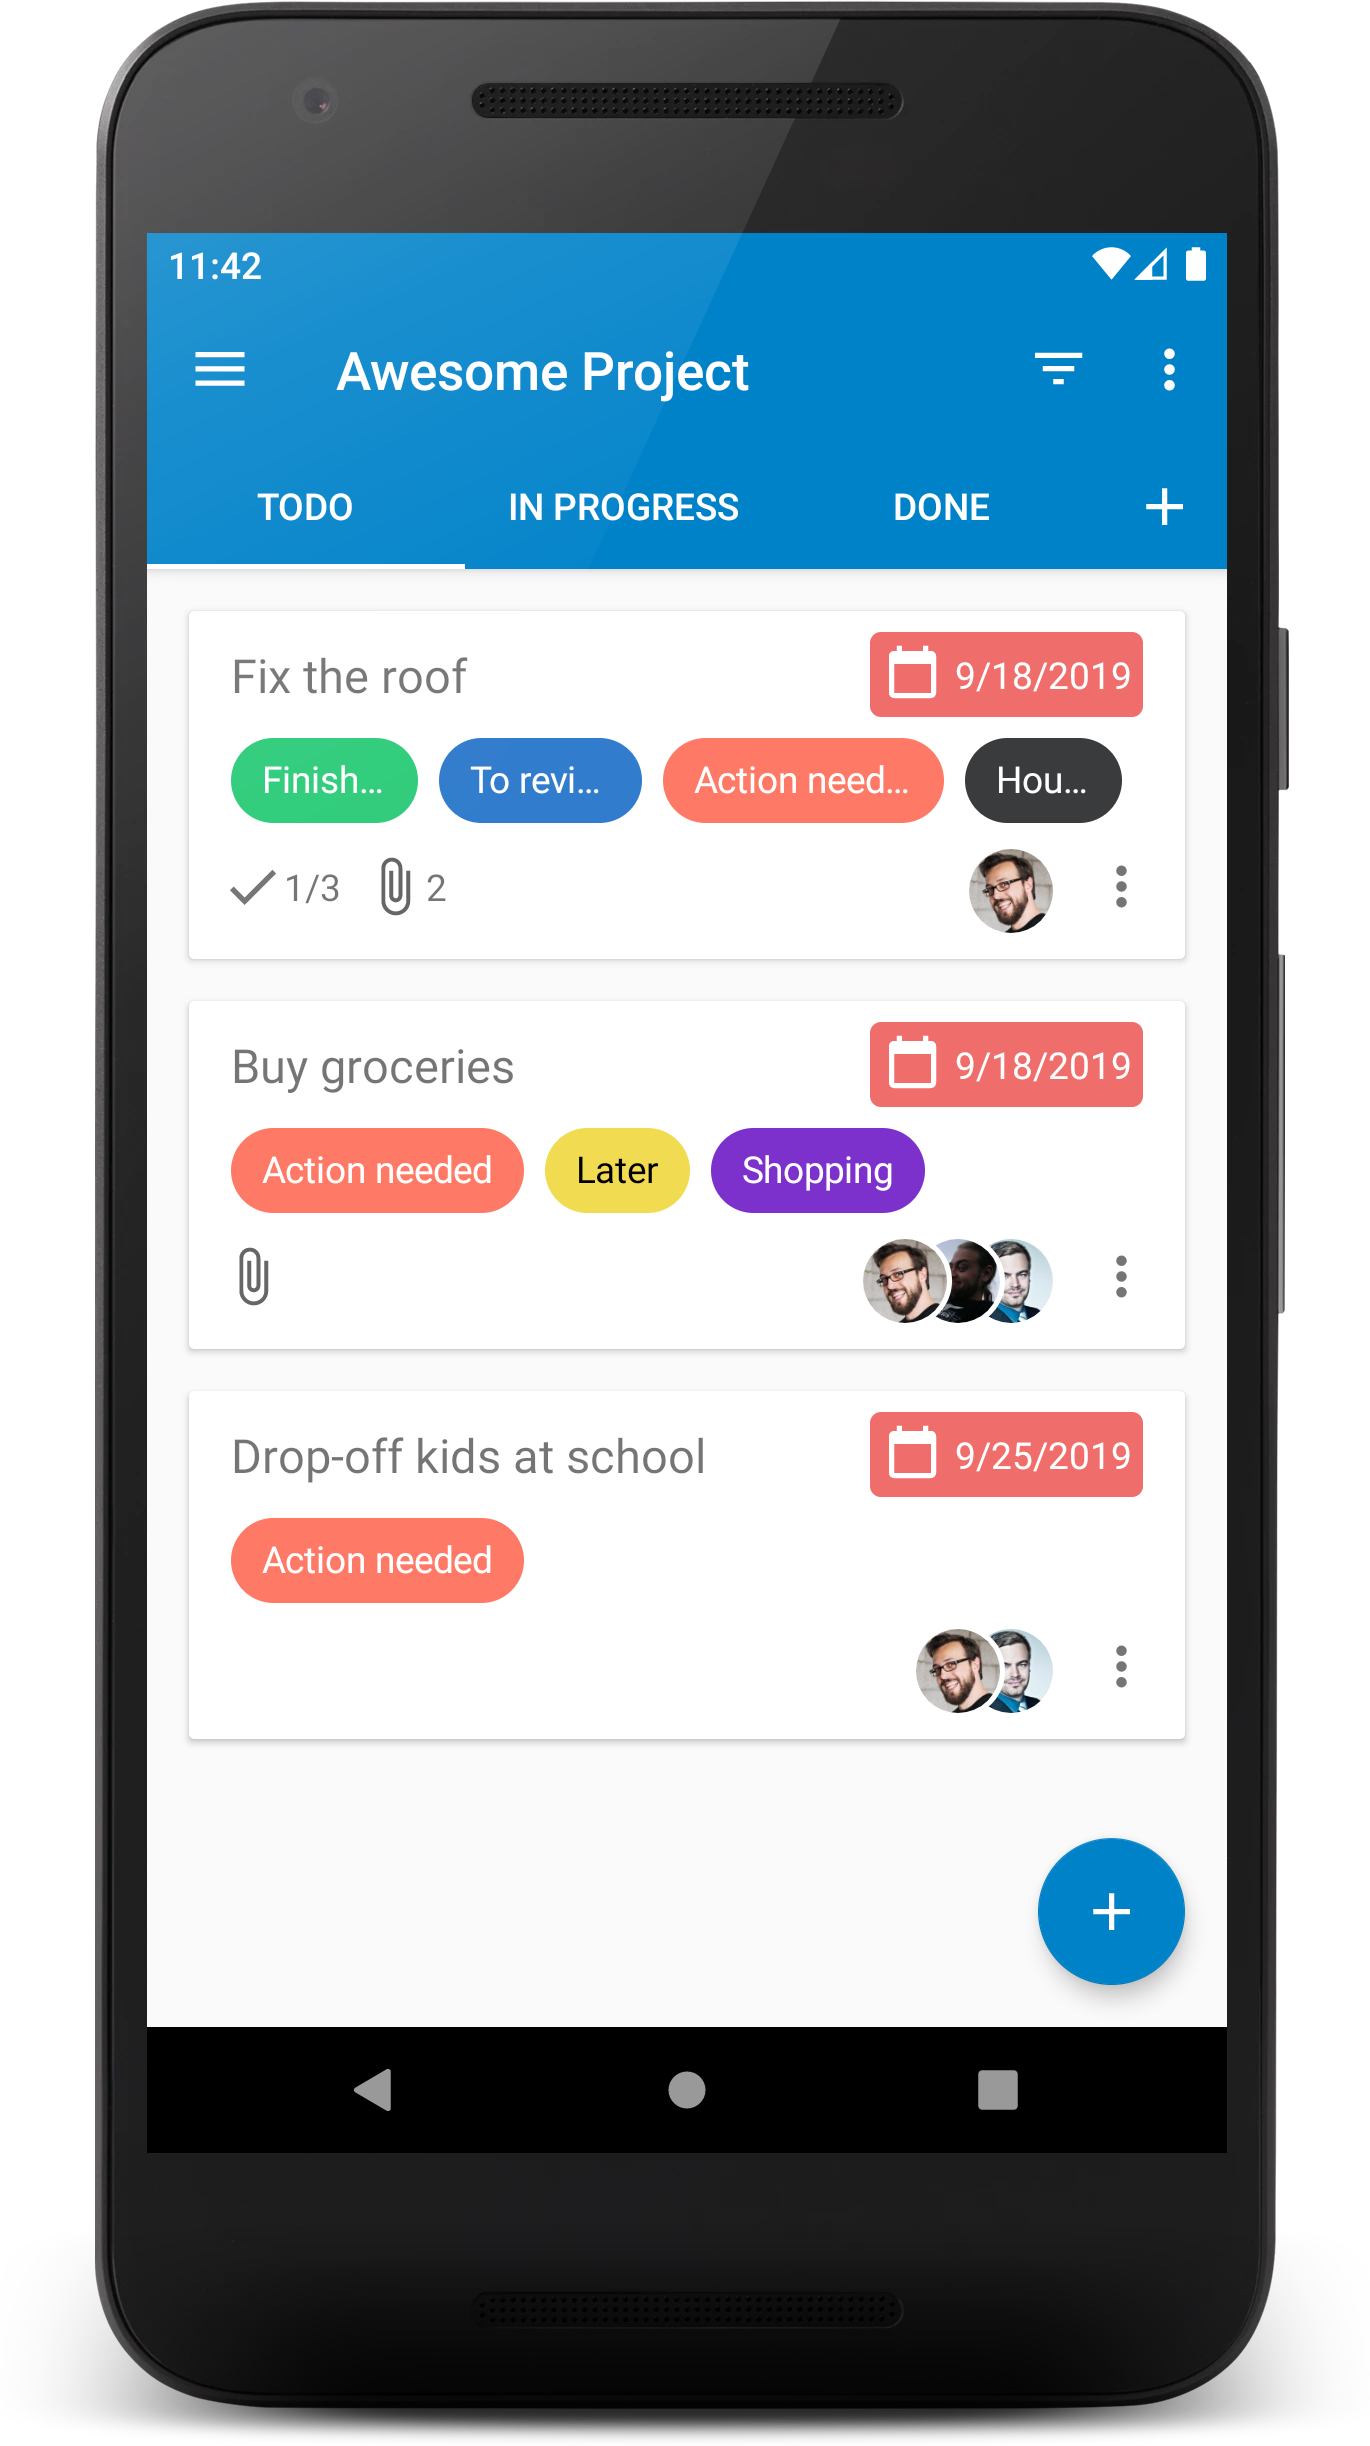 11:42
Awesome Project
TODO IN PROGRESS DONE
Fix the roof 9/18/2019
Finish... To revi... Action need... Hou...
1/3 2
Buy groceries 9/18/2019
Action needed Later Shopping
Drop-off kids at school 9/25/2019
Action needed